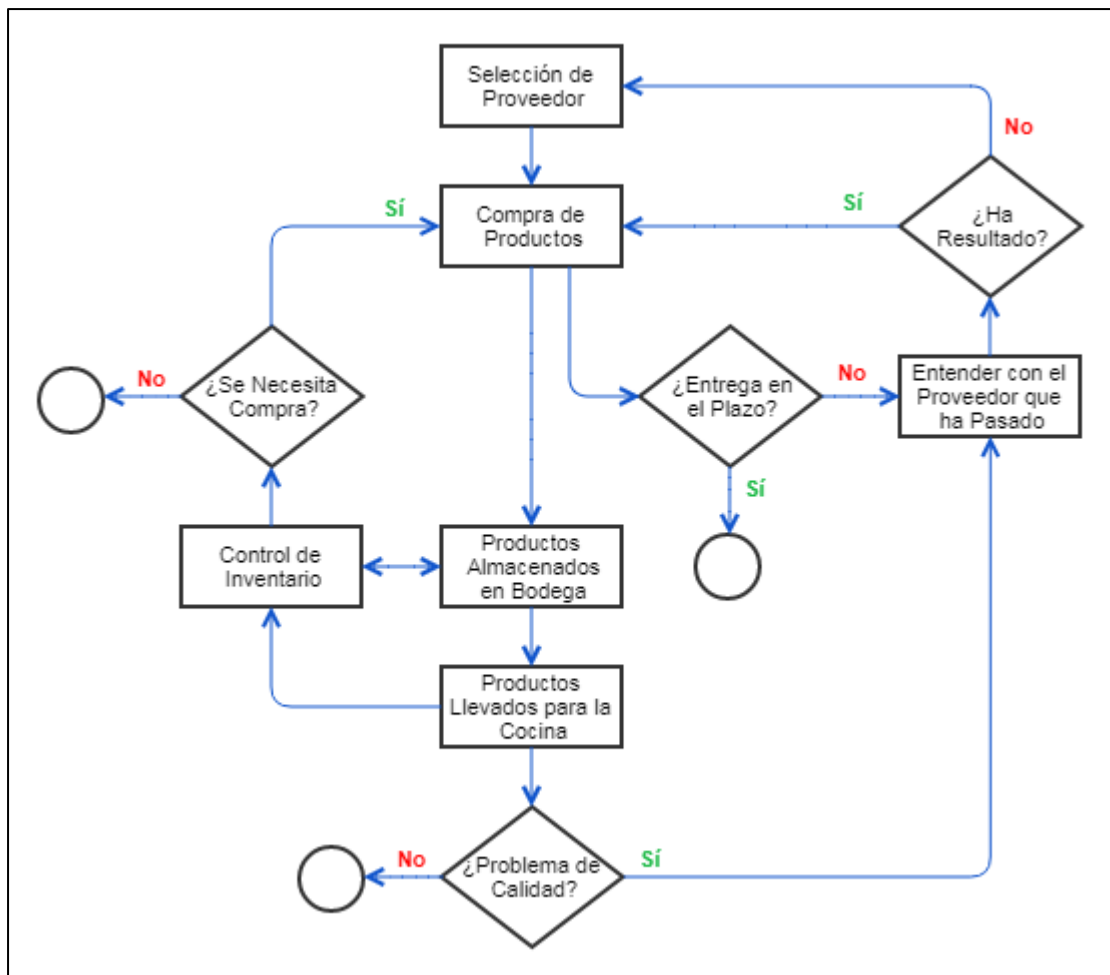 Selección de
Proveedor
No
Sí
Compra de
Productos
Sí
¿Ha
Resultado?
No
¿Se Necesita
Compra?
¿Entrega en
el Plazo?
No
Entender con el
Proveedor que
ha Pasado
Sí
Control de
Inventario
Productos
Almacenados
en Bodega
Productos
Llevados para la
Cocina
No
¿Problema de
Calidad?
Sí